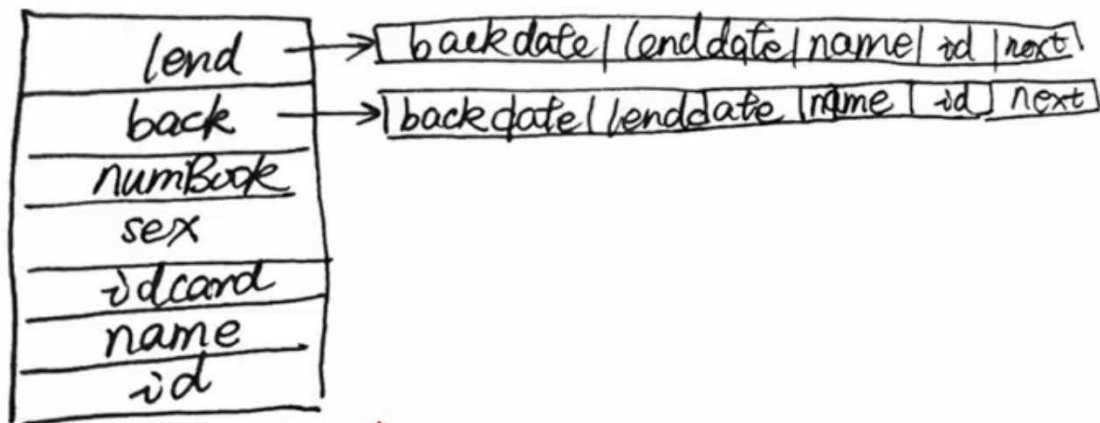 lend
backdate lenddate name id next
back
backdate lenddate name id next
numBook
sex
idcard
name
id